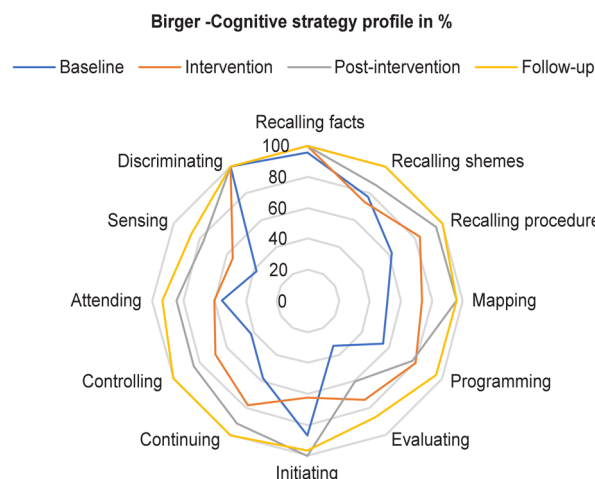 Birger -Cognitive strategy profile in %
Baseline Intervention Post-intervention Follow-up
Recalling facts
Recalling shemes
Recalling procedure
Mapping
Programming
Evaluating
Initiating
Continuing
Controlling
Attending
Sensing
Discriminating
100
80
60
40
20
0